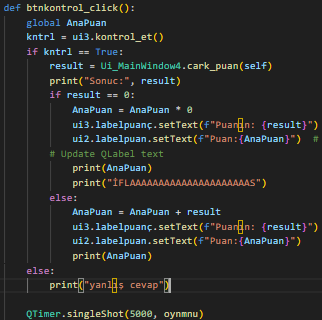 def btnkontrol_click():
    global AnaPuan
    kntrl = ui3.kontrol_et()
    if kntrl == True:
        result = Ui_MainWindow4.cark_puan(self)
        print("Sonuc:", result)
        if result == 0:
            AnaPuan = AnaPuan * 0
            ui3.labelpuanç.setText(f"Puanın: {result}")
            ui2.labelpuan.setText(f"Puan:{AnaPuan}")  #
        # Update QLabel text
            print(AnaPuan)
            print("İFLAAAAAAAAAAAAAAAAAAAAAS")
        else:
            AnaPuan = AnaPuan + result
            ui3.labelpuanç.setText(f"Puanın: {result}")
            ui2.labelpuan.setText(f"Puan:{AnaPuan}")
            print(AnaPuan)
    else:
        print("yanlış cevap")
    QTimer.singleShot(5000, oynmnu)